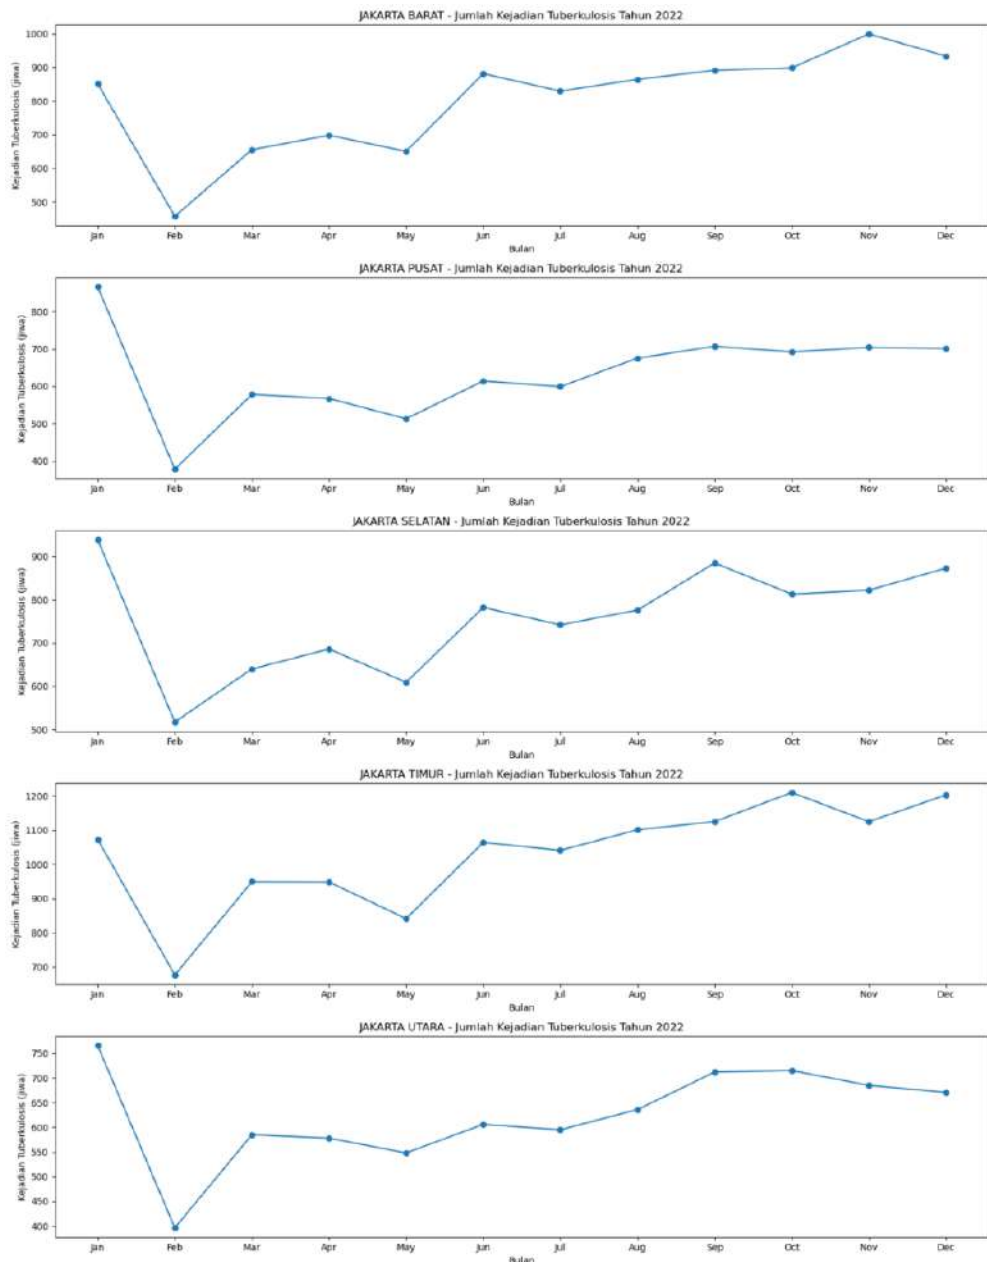 JAKARTA BARAT - Jumlah Kejadian Tuberkulosis Tahun 2022
Kejadian Tuberkulosis (jiwa)
1000
900
800
700
600
500
Jan Feb Mar Apr May Jun Jul Aug Sep Oct Nov Dec
Bulan
JAKARTA PUSAT - Jumlah Kejadian Tuberkulosis Tahun 2022
Kejadian Tuberkulosis (jiwa)
800
700
600
500
400
Jan Feb Mar Apr May Jun Jul Aug Sep Oct Nov Dec
Bulan
JAKARTA SELATAN - Jumlah Kejadian Tuberkulosis Tahun 2022
Kejadian Tuberkulosis (jiwa)
900
800
700
600
500
Jan Feb Mar Apr May Jun Jul Aug Sep Oct Nov Dec
Bulan
JAKARTA TIMUR - Jumlah Kejadian Tuberkulosis Tahun 2022
Kejadian Tuberkulosis (jiwa)
1200
1100
1000
900
800
700
Jan Feb Mar Apr May Jun Jul Aug Sep Oct Nov Dec
Bulan
JAKARTA UTARA - Jumlah Kejadian Tuberkulosis Tahun 2022
Kejadian Tuberkulosis (jiwa)
750
700
650
600
550
500
450
400
Jan Feb Mar Apr May Jun Jul Aug Sep Oct Nov Dec
Bulan